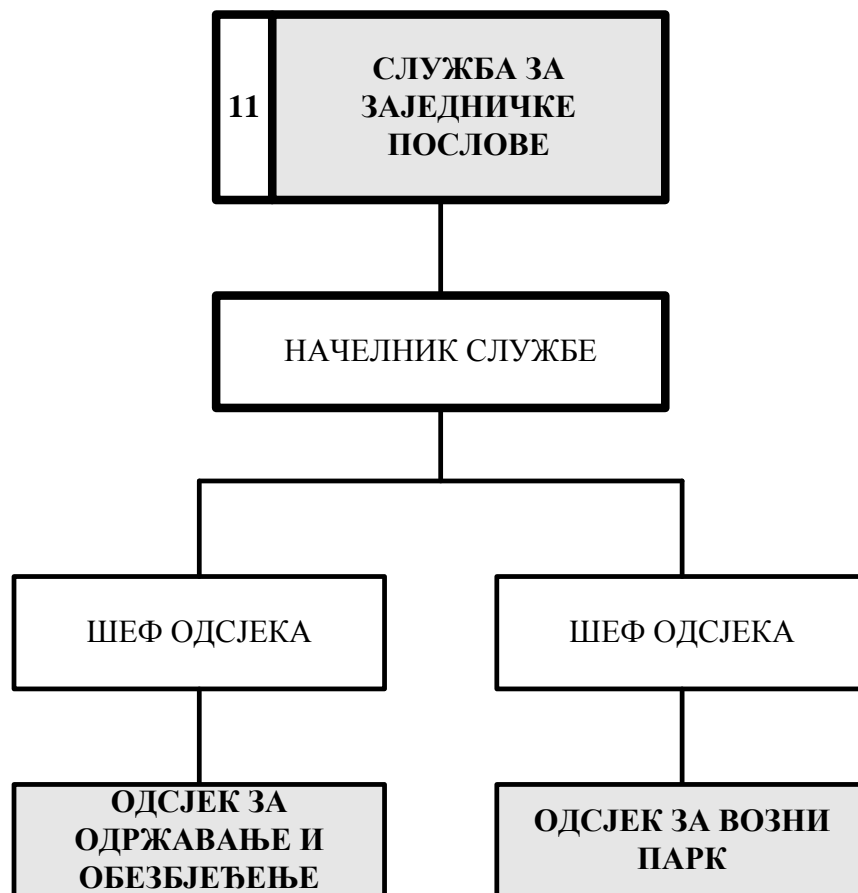 11
СЛУЖБА ЗА
ЗАЈЕДНИЧКЕ
ПОСЛОВЕ
НАЧЕЛНИК СЛУЖБЕ
ШЕФ ОДСЈЕКА
ШЕФ ОДСЈЕКА
ОДСЈЕК ЗА
ОДРЖАВАЊЕ И
ОБЕЗБЈЕЂЕЊЕ
ОДСЈЕК ЗА ВОЗНИ
ПАРК